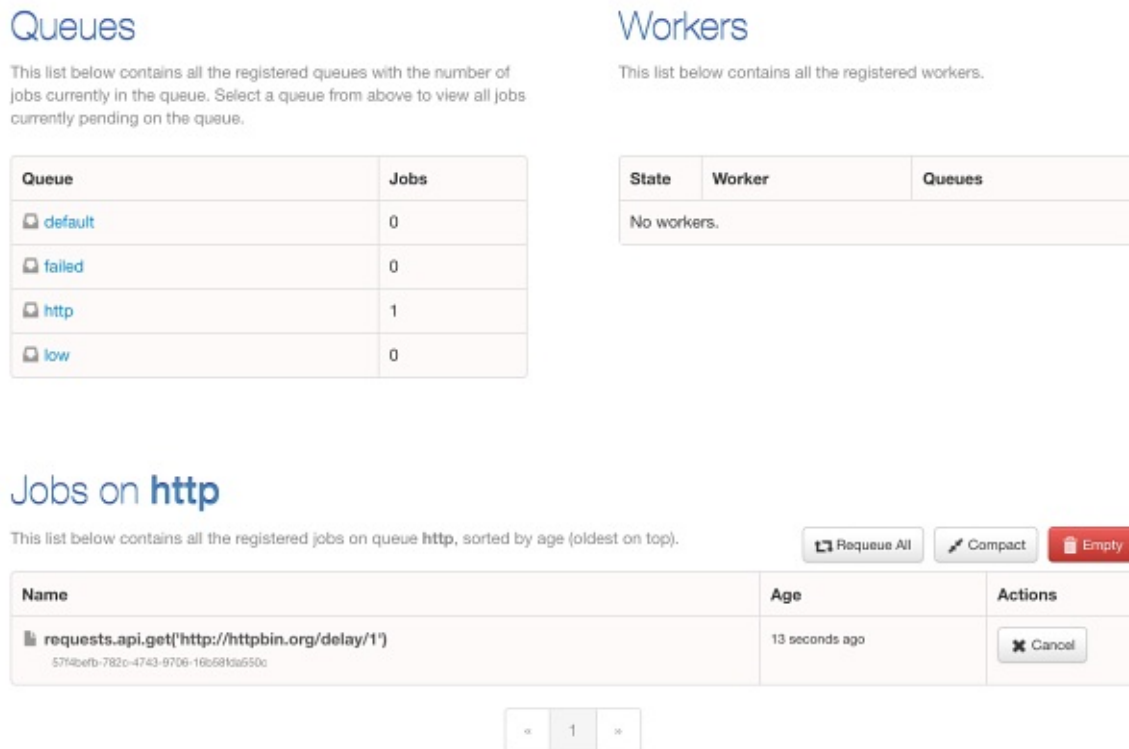 Queues
This list below contains all the registered queues with the number of
jobs currently in the queue. Select a queue from above to view all jobs
currently pending on the queue.
Queue Jobs
default 0
failed 0
http 1
low 0
Workers
This list below contains all the registered workers.
State Worker Queues
No workers.
Jobs on http
This list below contains all the registered jobs on queue http, sorted by age (oldest on top).
Requeue All Compact Empty
Name Age Actions
requests.api.get('http://httpbin.org/delay/1') 13 seconds ago Cancel
57f4befb-782c-4743-9706-16b58fda550c
« 1 »